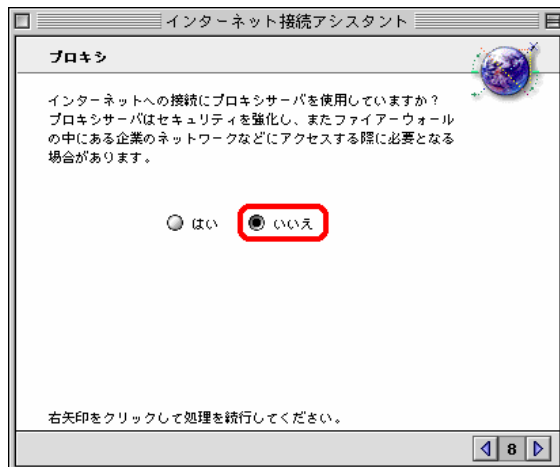 インターネット接続アシスタント
プロキシ
インターネットへの接続にプロキシサーバを使用していますか？
プロキシサーバはセキュリティを強化し、またファイアーウォール
の中にある企業のネットワークなどにアクセスする際に必要となる
場合があります。
はい いいえ
右矢印をクリックして処理を続行してください。
8